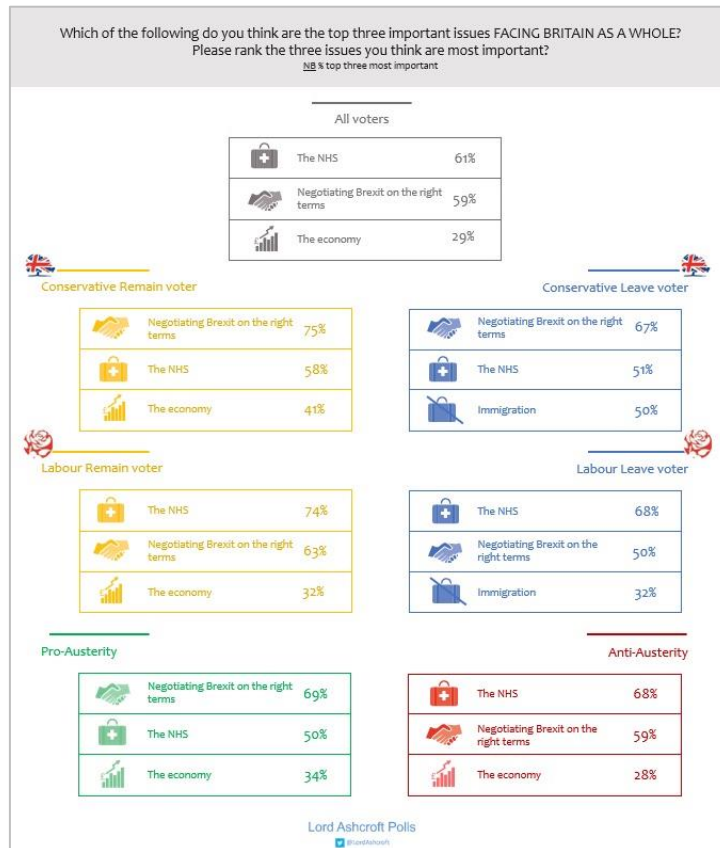 Which of the following do you think are the top three important issues FACING BRITAIN AS A WHOLE?
Please rank the three issues you think are most important?
NB % top three most important
All voters
The NHS 61%
Negotiating Brexit on the right
terms 59%
The economy 29%
Conservative Remain voter
Negotiating Brexit on the right
terms 75%
The NHS 58%
The economy 41%
Conservative Leave voter
Negotiating Brexit on the right
terms 67%
The NHS 51%
Immigration 50%
Labour Remain voter
The NHS 74%
Negotiating Brexit on the right
terms 63%
The economy 32%
Labour Leave voter
The NHS 68%
Negotiating Brexit on the
right terms 50%
Immigration 32%
Pro-Austerity
Negotiating Brexit on the right
terms 69%
The NHS 50%
The economy 34%
Anti-Austerity
The NHS 68%
Negotiating Brexit on the
right terms 59%
The economy 28%
Lord Ashcroft Polls
@LordAshcroft